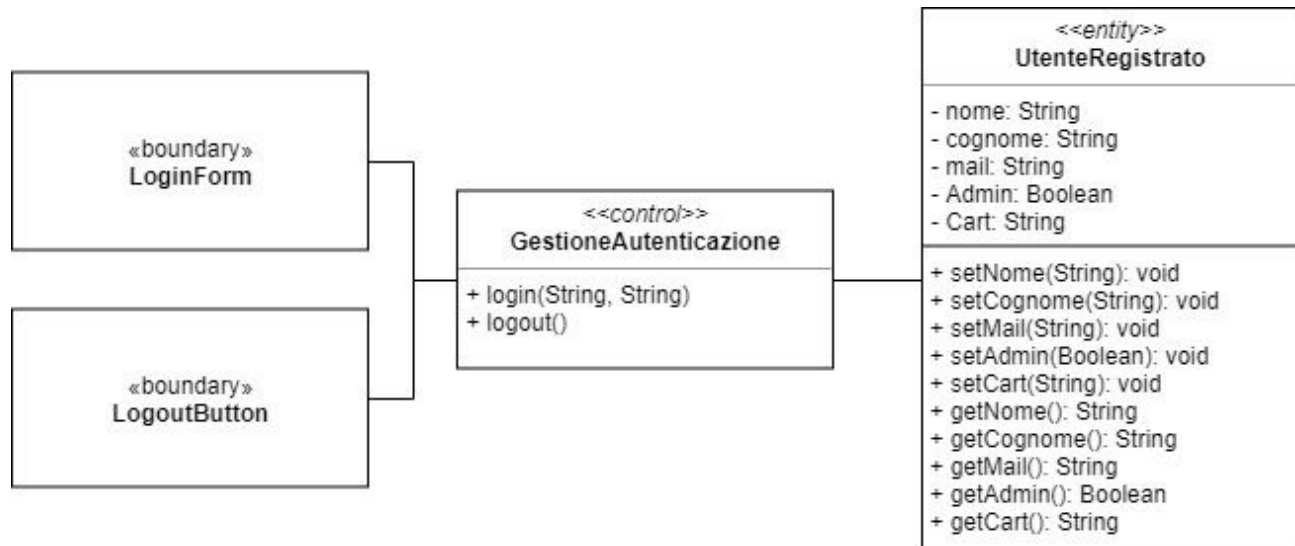 «boundary»
LoginForm
«boundary»
LogoutButton
<<control>>
GestioneAutenticazione
+ login(String, String)
+ logout()
<<entity>>
UtenteRegistrato
- nome: String
- cognome: String
- mail: String
- Admin: Boolean
- Cart: String
+ setNome(String): void
+ setCognome(String): void
+ setMail(String): void
+ setAdmin(Boolean): void
+ setCart(String): void
+ getNome(): String
+ getCognome(): String
+ getMail(): String
+ getAdmin(): Boolean
+ getCart(): String